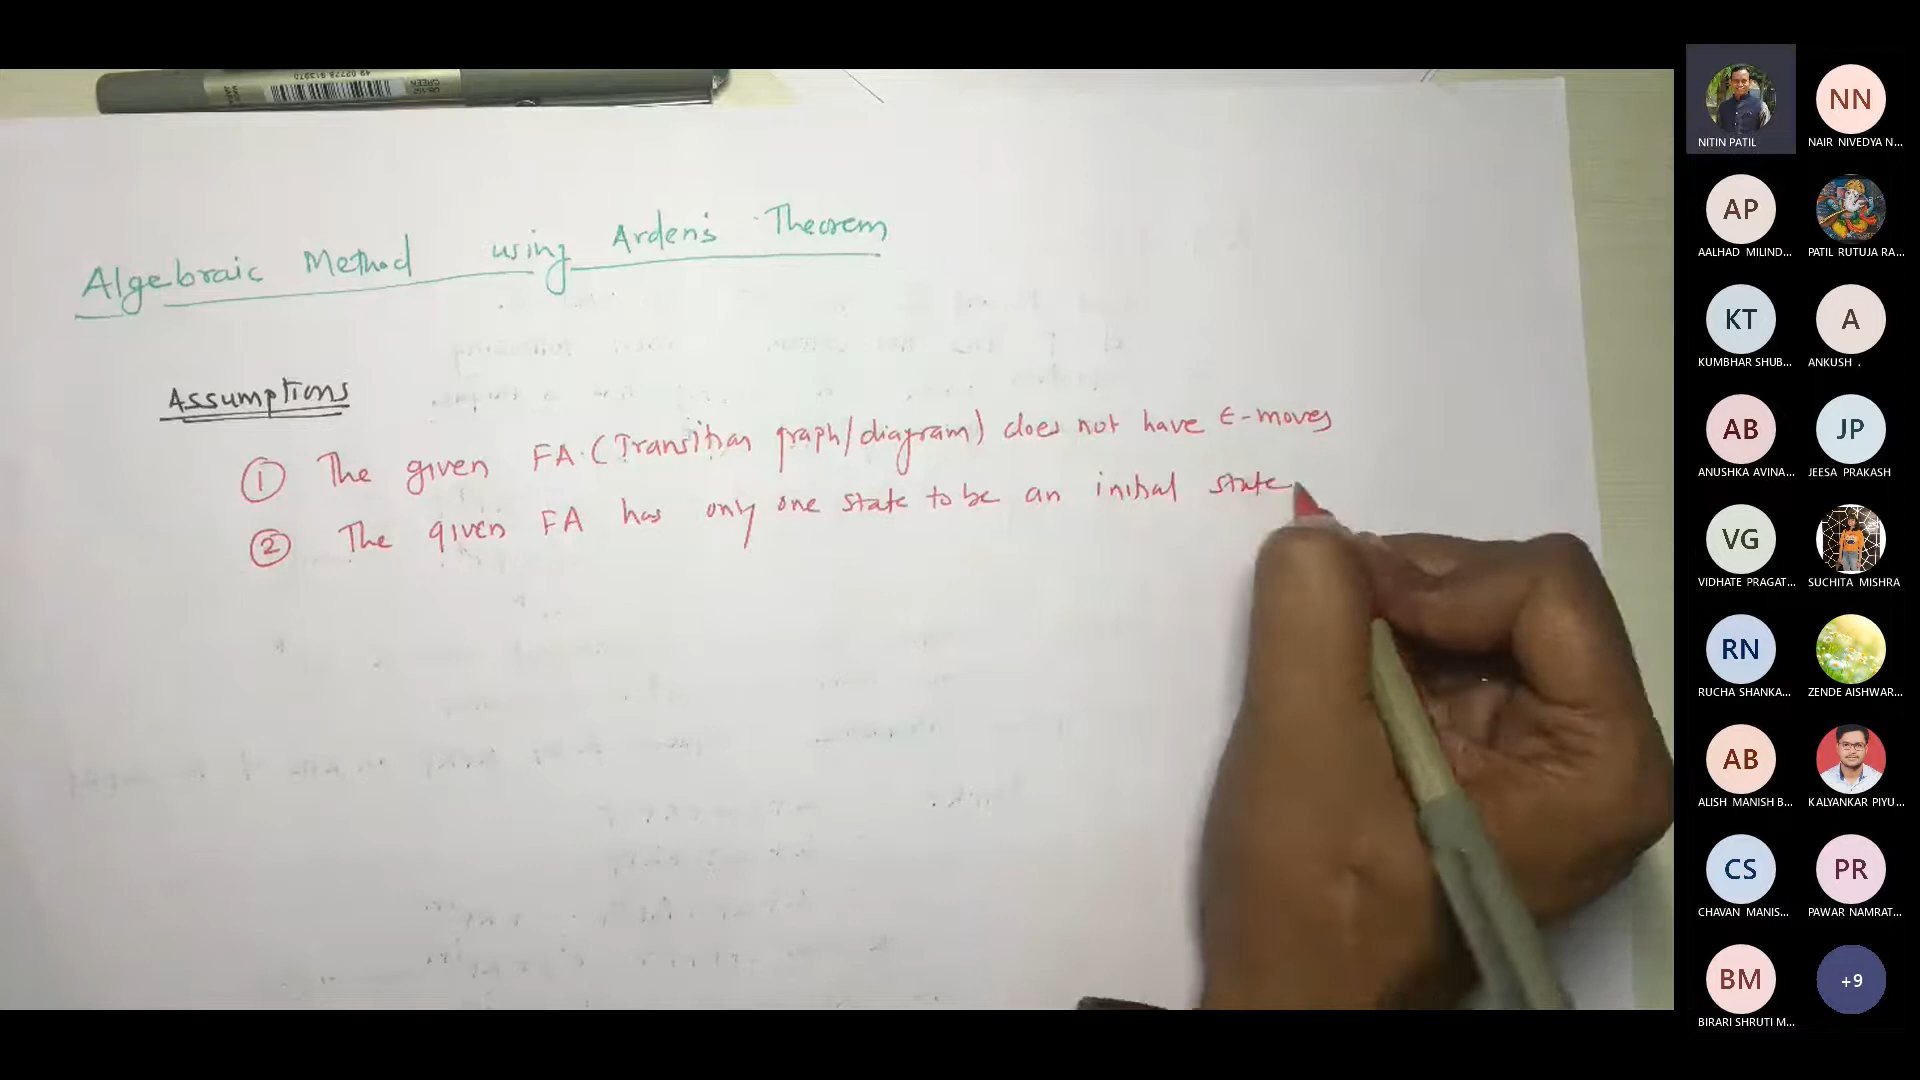 Algebraic Method using Arden's Theorem
Assumptions
① The given FA (Transition graph/diagram) does not have ε-moves
② The given FA has only one state to be an initial state
NITIN PATIL
NN
NAIR NIVEDYA N...
AP
AALHAD MILIND...
PATIL RUTUJA RA...
KT
KUMBHAR SHUB...
A
ANKUSH .
AB
ANUSHKA AVINA...
JP
JEESA PRAKASH
VG
VIDHATE PRAGAT...
SUCHITA MISHRA
RN
RUCHA SHANKA...
ZENDE AISHWAR...
AB
ALISH MANISH B...
KALYANKAR PIYU...
CS
CHAVAN MANIS...
PR
PAWAR NAMRAT...
BM
BIRARI SHRUTI M...
+9